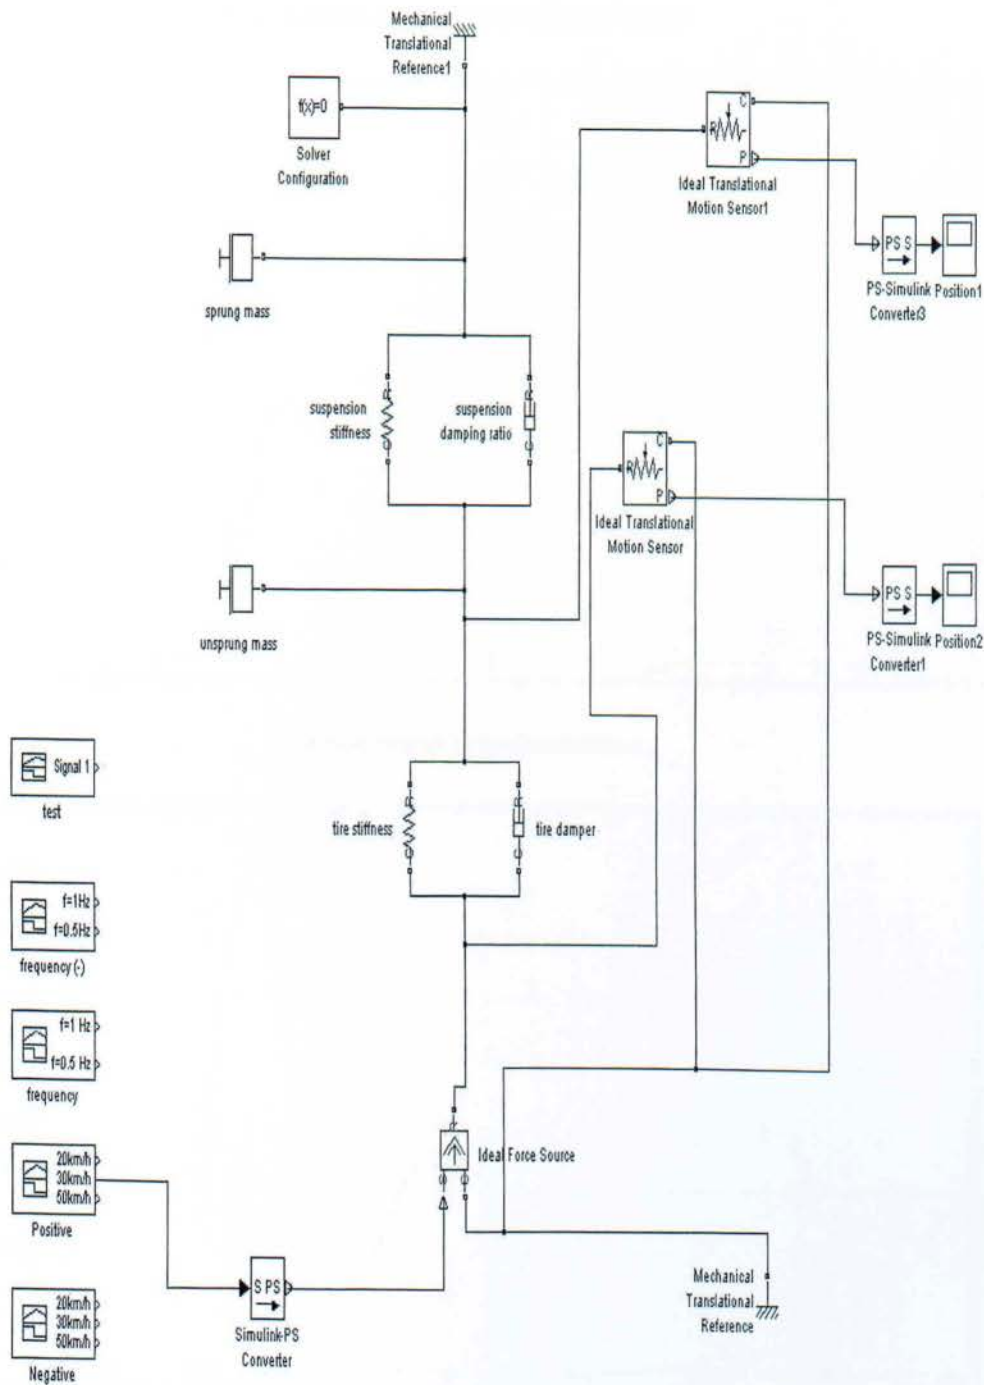 Mechanical
Translational
Reference1
f(x)=0
Solver
Configuration
C
R
P
Ideal Translational
Motion Sensor1
PS S
PS-Simulink
Converter3
Position1
sprung mass
suspension
stiffness
R
C
suspension
damping ratio
R
C
C
R
P
Ideal Translational
Motion Sensor
PS S
PS-Simulink
Converter1
Position2
unsprung mass
Signal 1
test
tire stiffness
R
C
tire damper
R
C
f=1Hz
f=0.5Hz
frequency (-)
f=1 Hz
f=0.5 Hz
frequency
R
S
C
Ideal Force Source
20km/h
30km/h
50km/h
Positive
S PS
Simulink-PS
Converter
Mechanical
Translational
Reference
20km/h
30km/h
50km/h
Negative